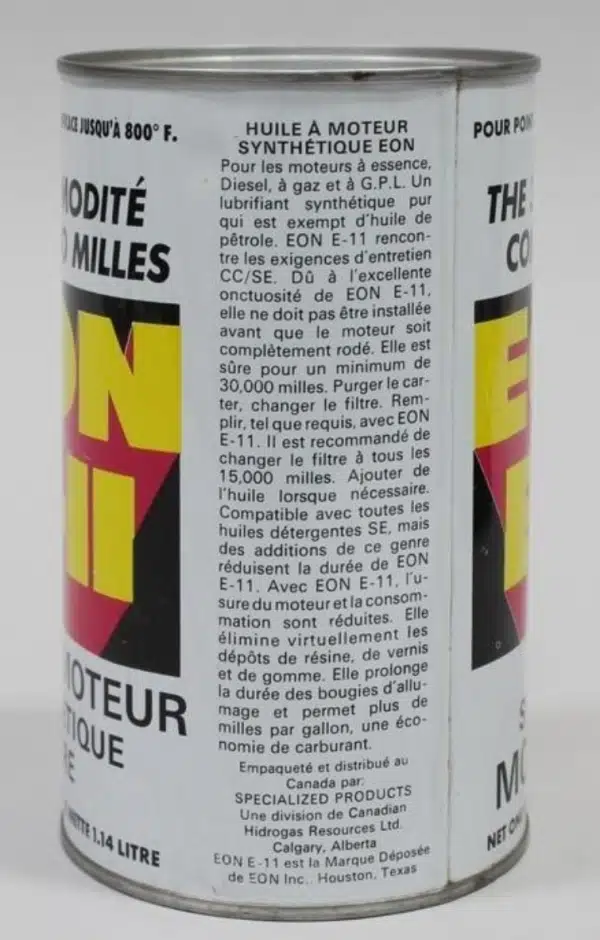 JUSQU'À 800° F.
MILLES
ON
MOTEUR
1.14 LITRE
HUILE À MOTEUR
SYNTHÉTIQUE EON
Pour les moteurs à essence,
Diesel, à gaz et à G.P.L. Un
lubrifiant synthétique pur
qui est exempt d'huile de
pétrole. EON E-11 rencon-
tre les exigences d'entretien
CC/SE. Dû à l'excellente
onctuosité de EON E-11,
elle ne doit pas être installée
avant que le moteur soit
complètement rodé. Elle est
sûre pour un minimum de
30,000 milles. Purger le car-
ter, changer le filtre. Rem-
plir, tel que requis, avec EON
E-11. Il est recommandé de
changer le filtre à tous les
15,000 milles. Ajouter de
l'huile lorsque nécessaire.
Compatible avec toutes les
huiles détergentes SE, mais
des additions de ce genre
réduisent la durée de EON
E-11. Avec EON E-11, l'u-
sure du moteur et la consom-
mation sont réduites. Elle
élimine virtuellement les
dépôts de résine, de vernis
et de gomme. Elle prolonge
la durée des bougies d'allu-
mage et permet plus de
milles par gallon, une éco-
nomie de carburant.
Empaqueté et distribué au
Canada par:
SPECIALIZED PRODUCTS
Une division de Canadian
Hidrogas Resources Ltd.
Calgary, Alberta
EON E-11 est la Marque Déposée
de EON Inc., Houston, Texas
POUR
THE
NET